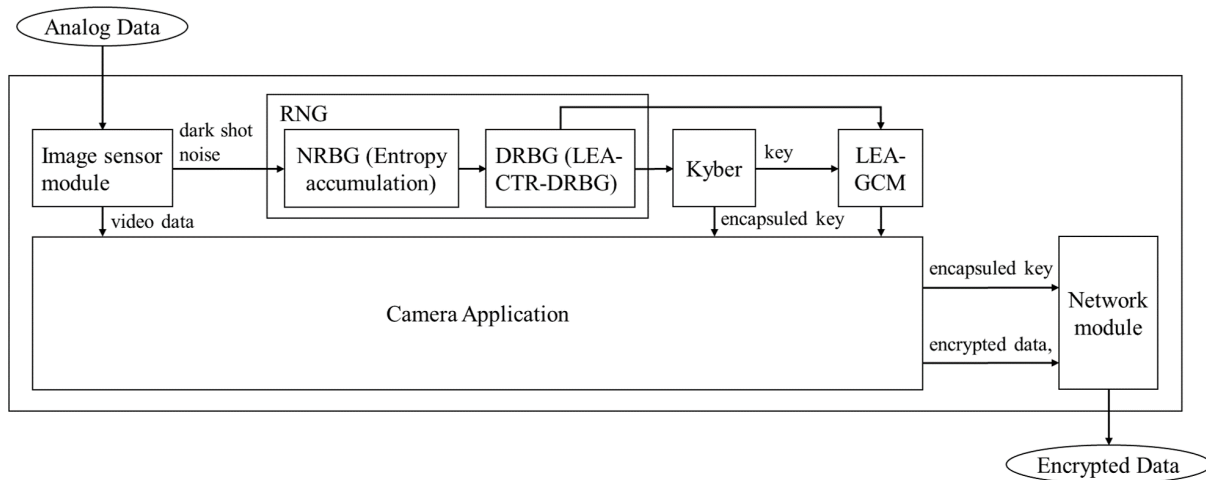 Analog Data
RNG
dark shot
noise
Image sensor
module
NRBG (Entropy
accumulation)
DRBG (LEA-
CTR-DRBG)
Kyber
key
LEA-
GCM
video data
encapsuled key
Camera Application
encapsuled key
encrypted data,
Network
module
Encrypted Data